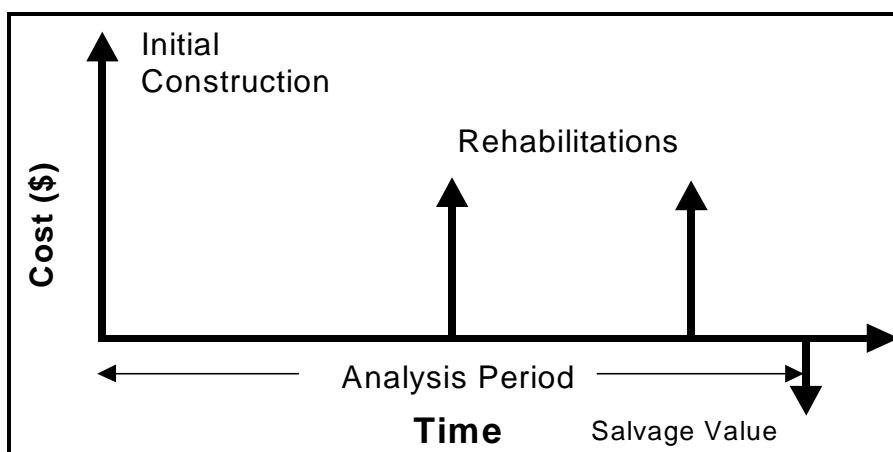 Initial
Construction
Rehabilitations
Cost ($)
Analysis Period
Time
Salvage Value